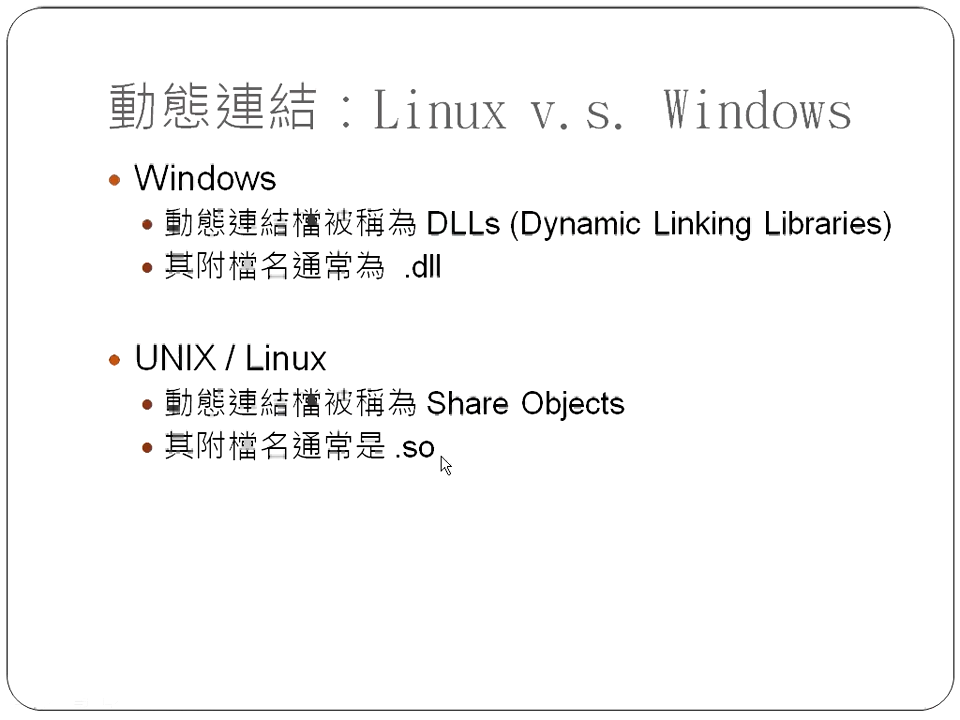 動態連結：Linux v.s. Windows
Windows
動態連結檔被稱為 DLLs (Dynamic Linking Libraries)
其附檔名通常為 .dll
UNIX / Linux
動態連結檔被稱為 Share Objects
其附檔名通常是 .so